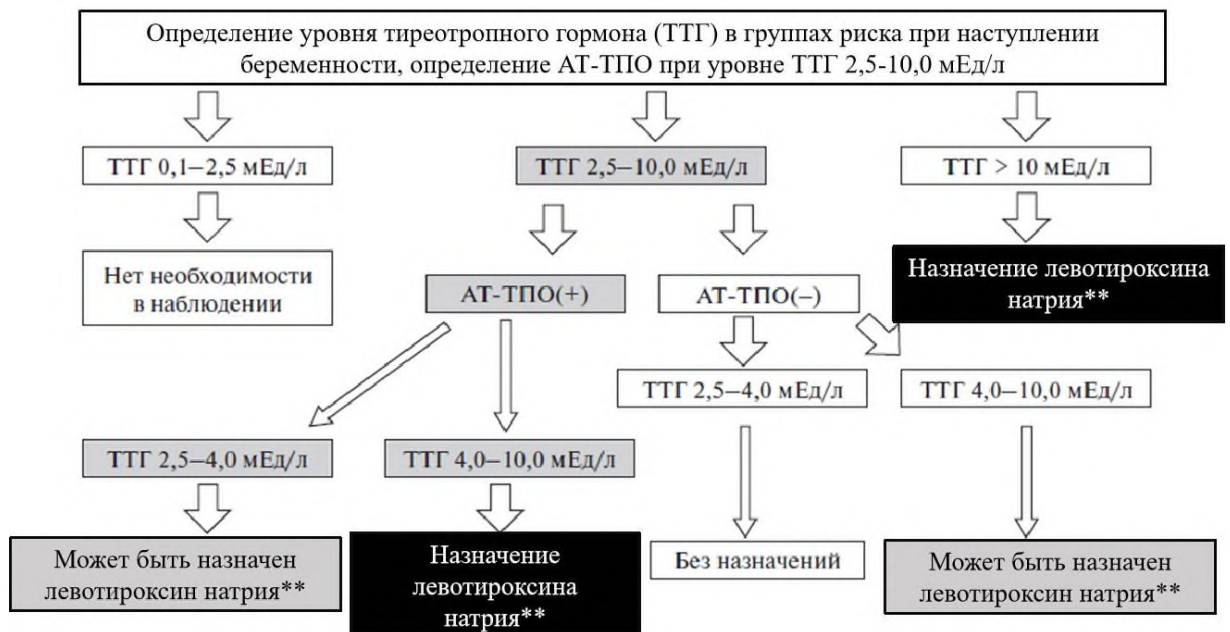 Определение уровня тиреотропного гормона (ТТГ) в группах риска при наступлении
беременности, определение АТ-ТПО при уровне ТТГ 2,5-10,0 мЕд/л
ТТГ 0,1–2,5 мЕд/л
ТТГ 2,5–10,0 мЕд/л
ТТГ > 10 мЕд/л
Нет необходимости
в наблюдении
АТ-ТПО(+)
АТ-ТПО(–)
Назначение левотироксина
натрия**
ТТГ 2,5–4,0 мЕд/л
ТТГ 4,0–10,0 мЕд/л
ТТГ 2,5–4,0 мЕд/л
ТТГ 4,0–10,0 мЕд/л
Может быть назначен
левотироксин натрия**
Назначение
левотироксина
натрия**
Без назначений
Может быть назначен
левотироксин натрия**